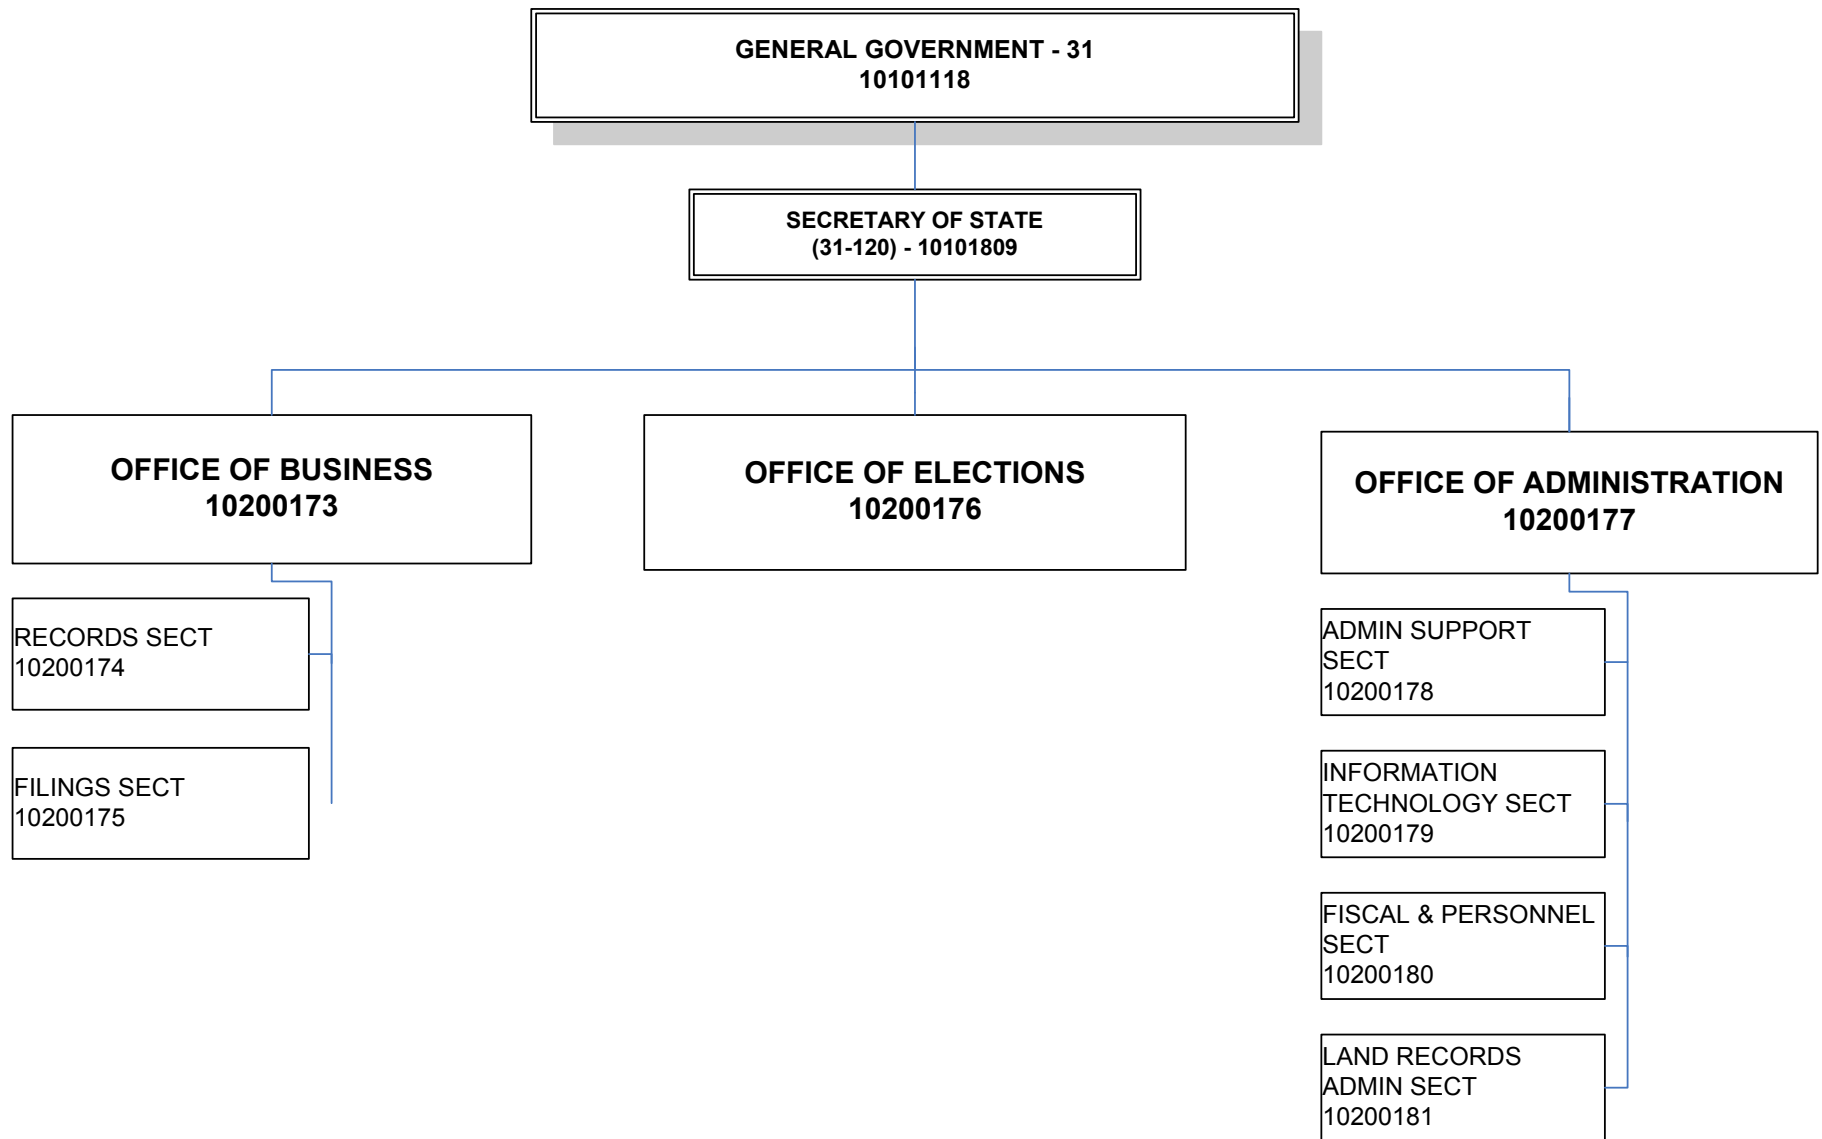 GENERAL GOVERNMENT - 31
10101118
SECRETARY OF STATE
(31-120) - 10101809
OFFICE OF BUSINESS
10200173
OFFICE OF ELECTIONS
10200176
OFFICE OF ADMINISTRATION
10200177
RECORDS SECT
10200174
FILINGS SECT
10200175
ADMIN SUPPORT
SECT
10200178
INFORMATION
TECHNOLOGY SECT
10200179
FISCAL & PERSONNEL
SECT
10200180
LAND RECORDS
ADMIN SECT
10200181